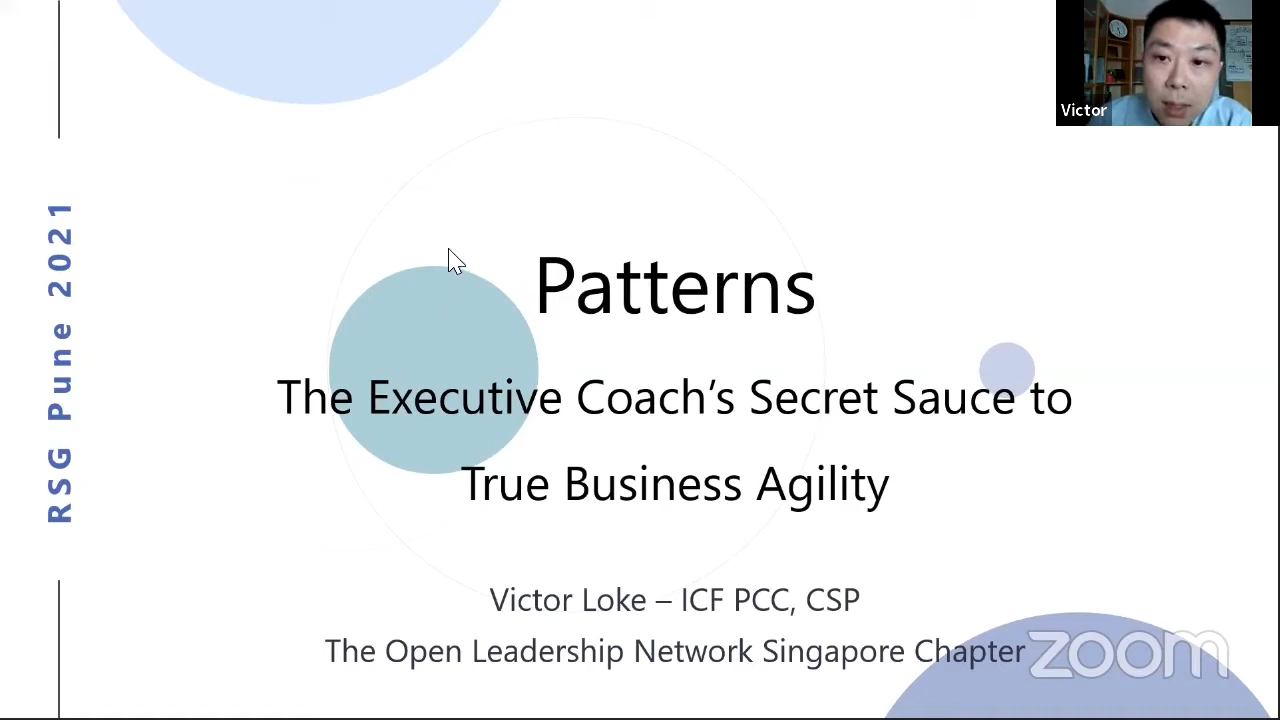 Victor
RSG Pune 2021
Patterns
The Executive Coach's Secret Sauce to
True Business Agility
Victor Loke – ICF PCC, CSP
The Open Leadership Network Singapore Chapter
zoom